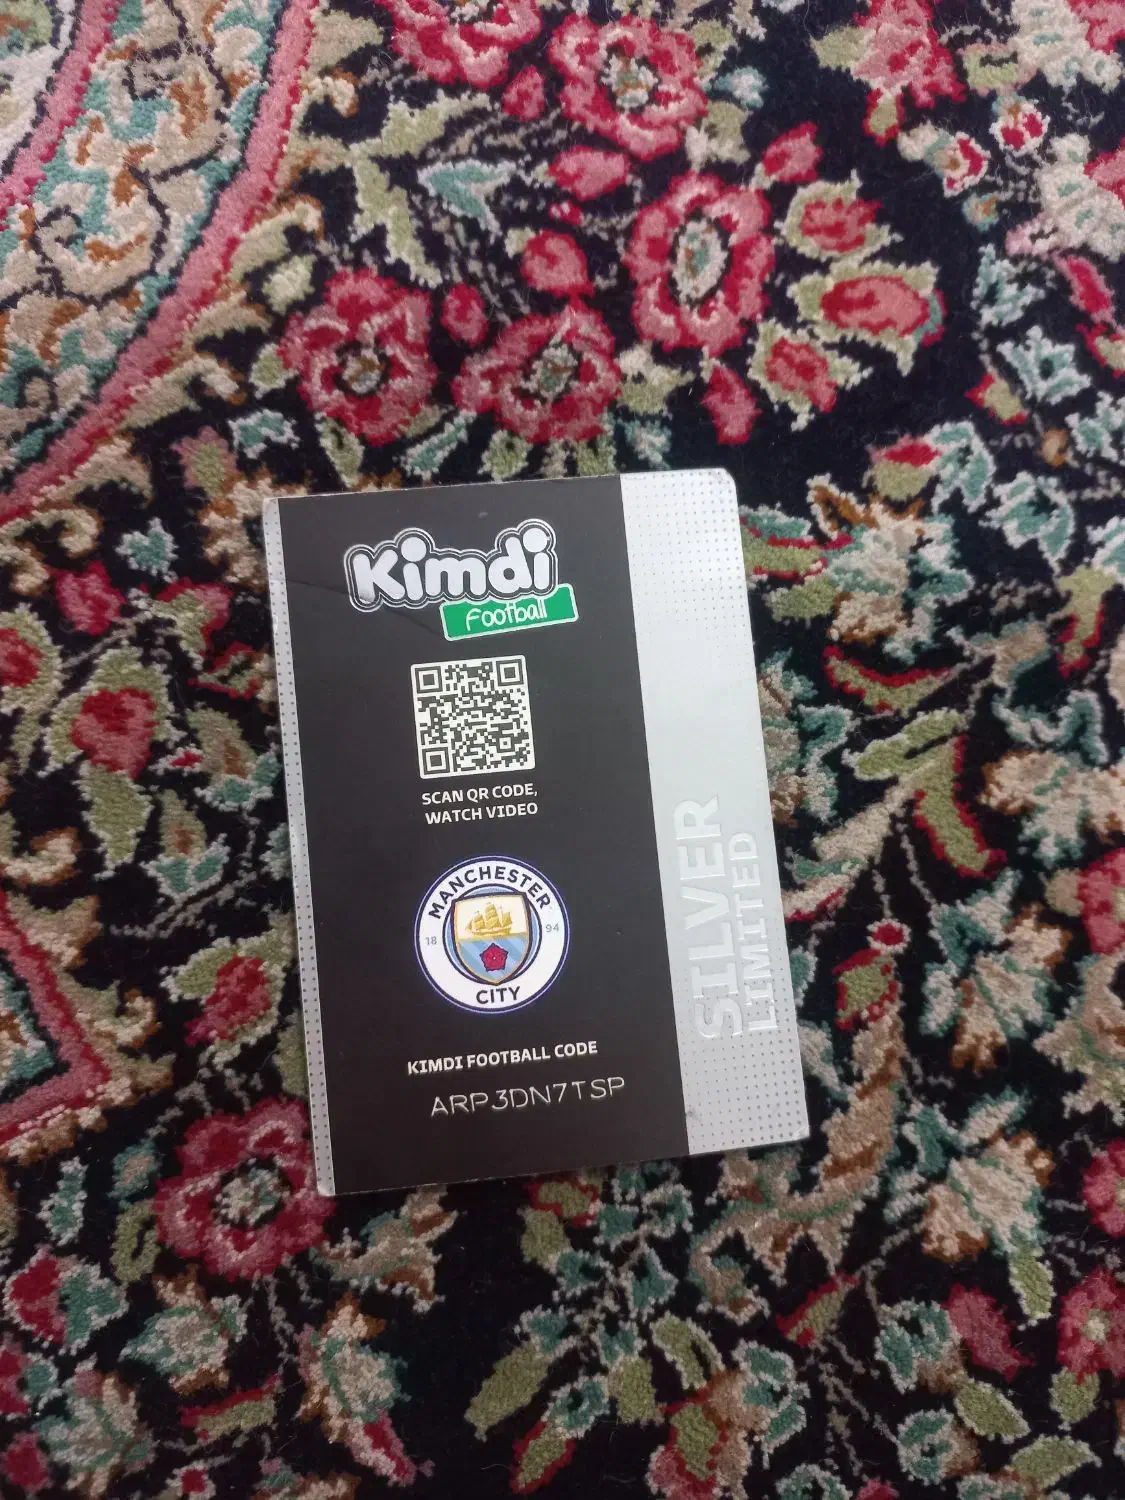 Kimdi
Football
SCAN QR CODE,
WATCH VIDEO
MANCHESTER
18 94
CITY
KIMDI FOOTBALL CODE
ARP3DN7TSP
SILVER
LIMITED